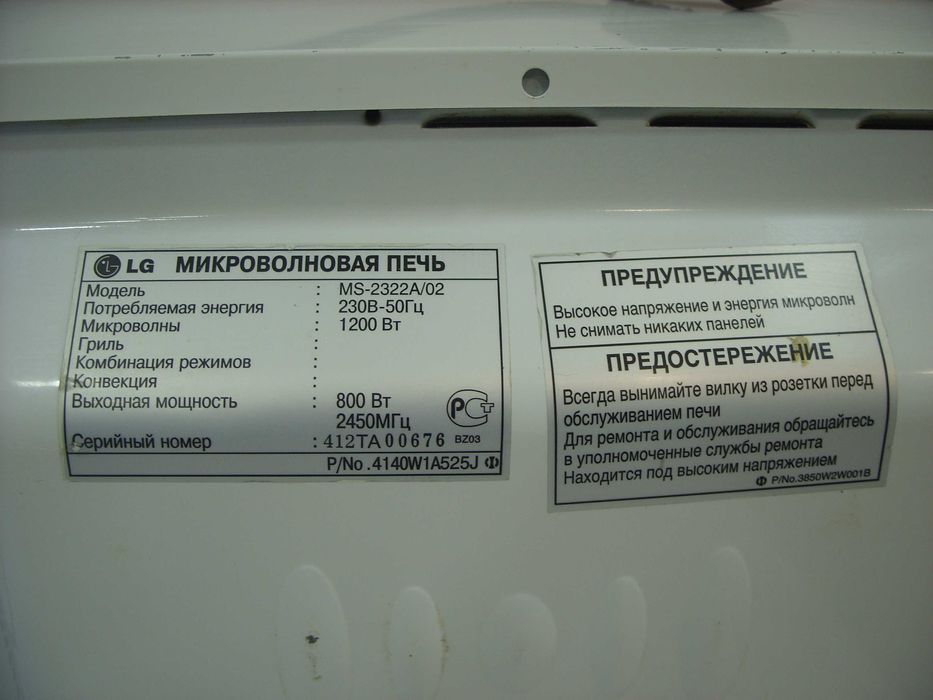 LG МИКРОВОЛНОВАЯ ПЕЧЬ
Модель : MS-2322A/02
Потребляемая энергия : 230В-50Гц
Микроволны : 1200 Вт
Гриль :
Комбинация режимов :
Конвекция :
Выходная мощность : 800 Вт
2450МГц
Серийный номер : 412TA00676 BZ03
P/No.4140W1A525J Ф
РСТ
ПРЕДУПРЕЖДЕНИЕ
Высокое напряжение и энергия микроволн
Не снимать никаких панелей
ПРЕДОСТЕРЕЖЕНИЕ
Всегда вынимайте вилку из розетки перед
обслуживанием печи
Для ремонта и обслуживания обращайтесь
в уполномоченные службы ремонта
Находится под высоким напряжением
Ф P/No.3850W2W001B